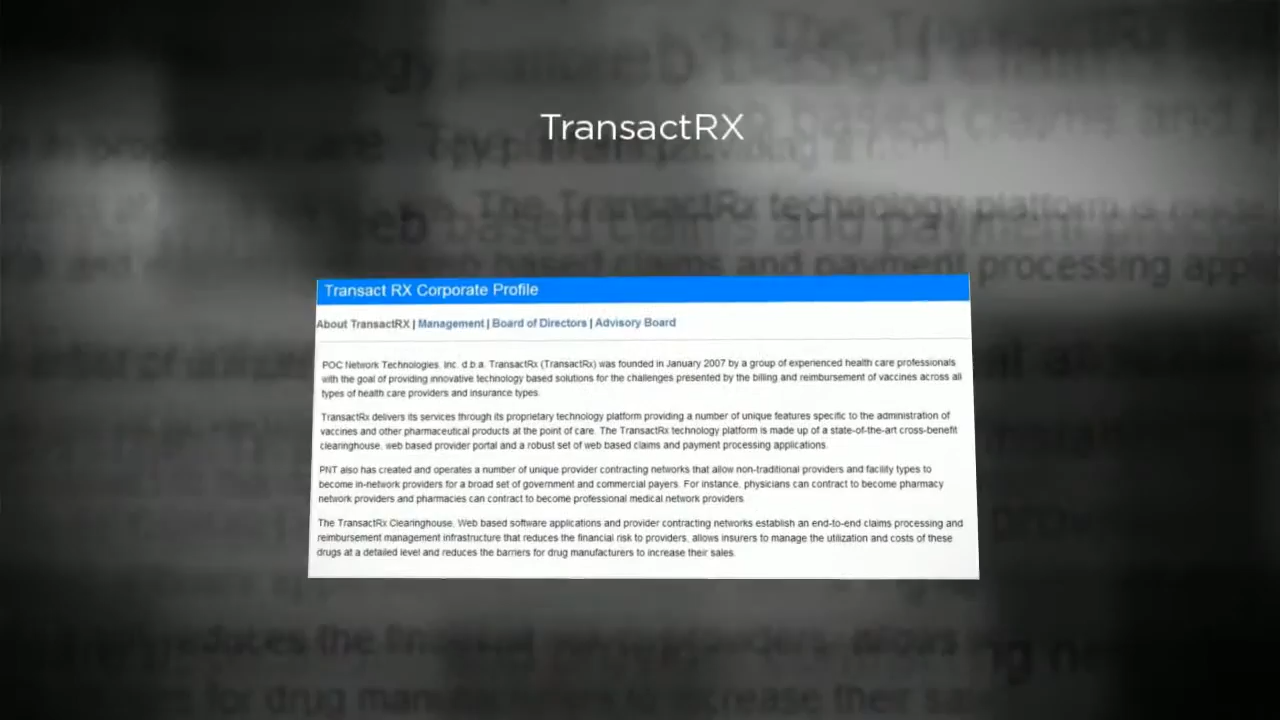 TransactRX
Transact RX Corporate Profile
About TransactRX | Management | Board of Directors | Advisory Board
POC Network Technologies, Inc. d.b.a. TransactRx (TransactRx) was founded in January 2007 by a group of experienced health care professionals
with the goal of providing innovative technology based solutions for the challenges presented by the billing and reimbursement of vaccines across all
types of health care providers and insurance types.
TransactRx delivers its services through its proprietary technology platform providing a number of unique features specific to the administration of
vaccines and other pharmaceutical products at the point of care. The TransactRx technology platform is made up of a state-of-the-art cross-benefit
clearinghouse, web based provider portal and a robust set of web based claims and payment processing applications.
PNT also has created and operates a number of unique provider contracting networks that allow non-traditional providers and facility types to
become in-network providers for a broad set of government and commercial payers. For instance, physicians can contract to become pharmacy
network providers and pharmacies can contract to become professional medical network providers.
The TransactRx Clearinghouse, Web based software applications and provider contracting networks establish an end-to-end claims processing and
reimbursement management infrastructure that reduces the financial risk to providers, allows insurers to manage the utilization and costs of these
drugs at a detailed level and reduces the barriers for drug manufacturers to increase their sales.